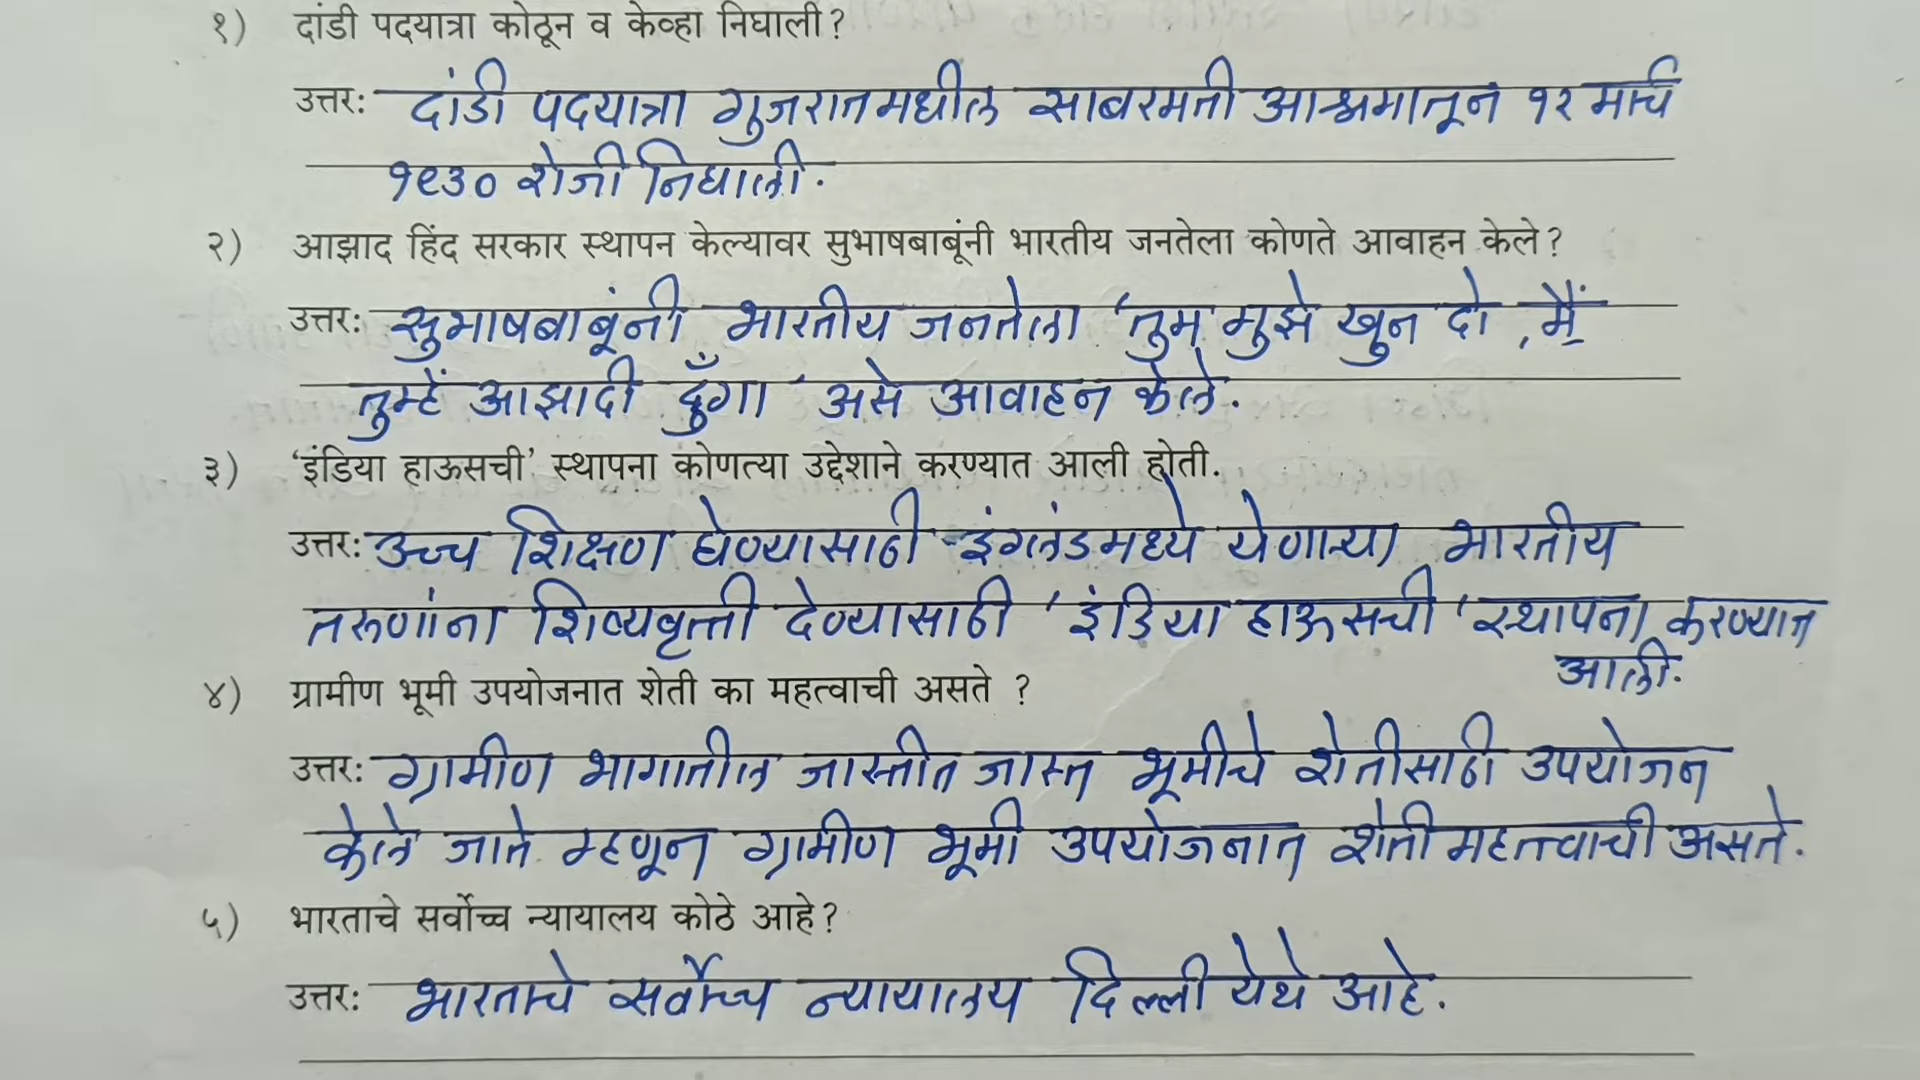 १) दांडी पदयात्रा कोठून व केव्हा निघाली?
उत्तर: दांडी पदयात्रा गुजरातमधील साबरमती आश्रमातून १२ मार्च
१९३० रोजी निघाली.
२) आझाद हिंद सरकार स्थापन केल्यावर सुभाषबाबूंनी भारतीय जनतेला कोणते आवाहन केले?
उत्तर: सुभाषबाबूंनी भारतीय जनतेला 'तुम मुझे खुन दो, मैं
तुम्हें आझादी दुँगा' असे आवाहन केले.
३) 'इंडिया हाऊसची' स्थापना कोणत्या उद्देशाने करण्यात आली होती.
उत्तर: उच्च शिक्षण घेण्यासाठी इंग्लंडमध्ये येणाऱ्या भारतीय
तरुणांना शिष्यवृत्ती देण्यासाठी 'इंडिया हाऊसची' स्थापना करण्यात
आली.
४) ग्रामीण भूमी उपयोजनात शेती का महत्वाची असते ?
उत्तर: ग्रामीण भागातील जास्तीत जास्त भूमीचे शेतीसाठी उपयोजन
केले जाते म्हणून ग्रामीण भूमी उपयोजनात शेती महत्त्वाची असते.
५) भारताचे सर्वोच्च न्यायालय कोठे आहे?
उत्तर: भारताचे सर्वोच्च न्यायालय दिल्ली येथे आहे.